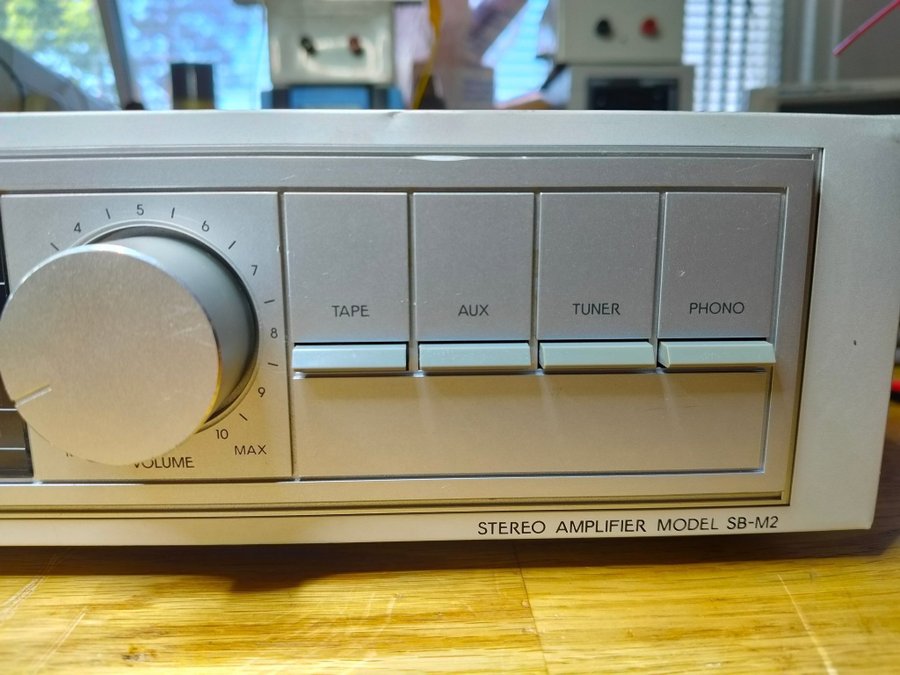 4 5 6 7 8 9 10
MAX
VOLUME
TAPE AUX TUNER PHONO
STEREO AMPLIFIER MODEL SB-M2